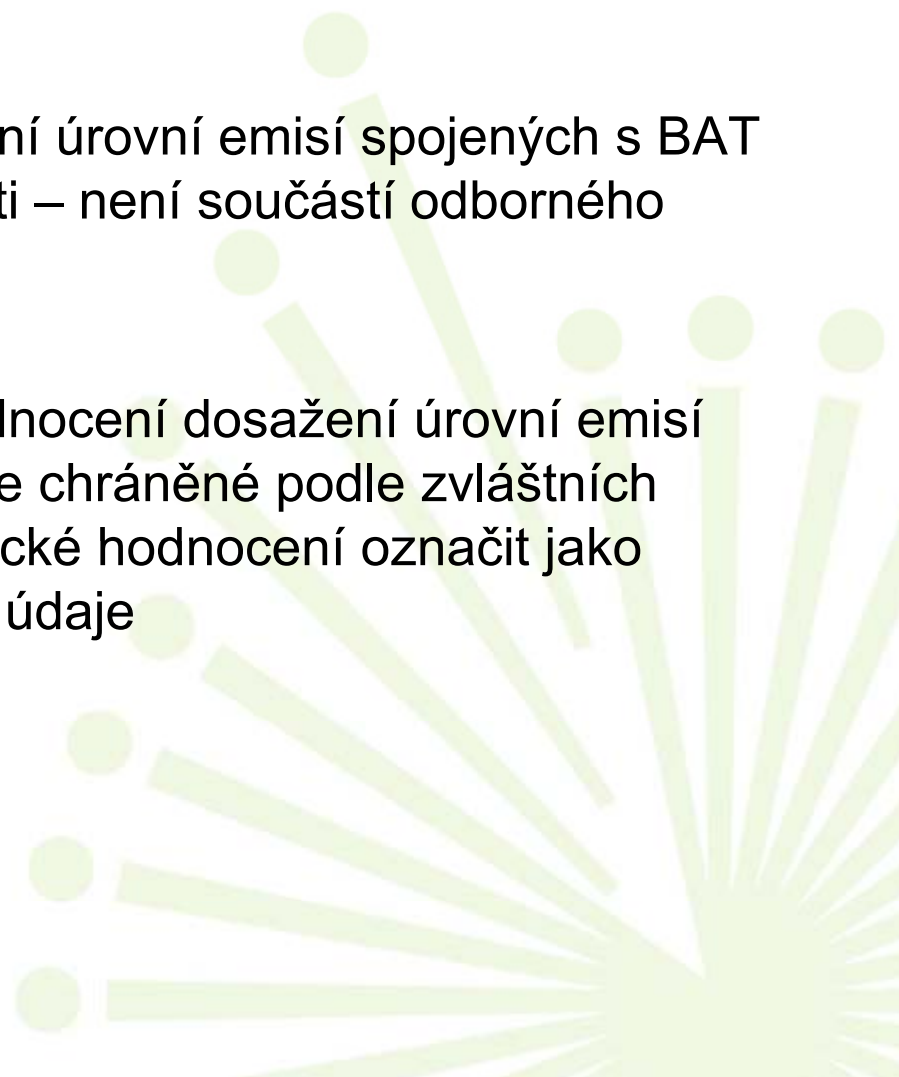 ní úrovní emisí spojených s BAT
ti – není součástí odborného
dnocení dosažení úrovní emisí
e chráněné podle zvláštních
cké hodnocení označit jako
údaje